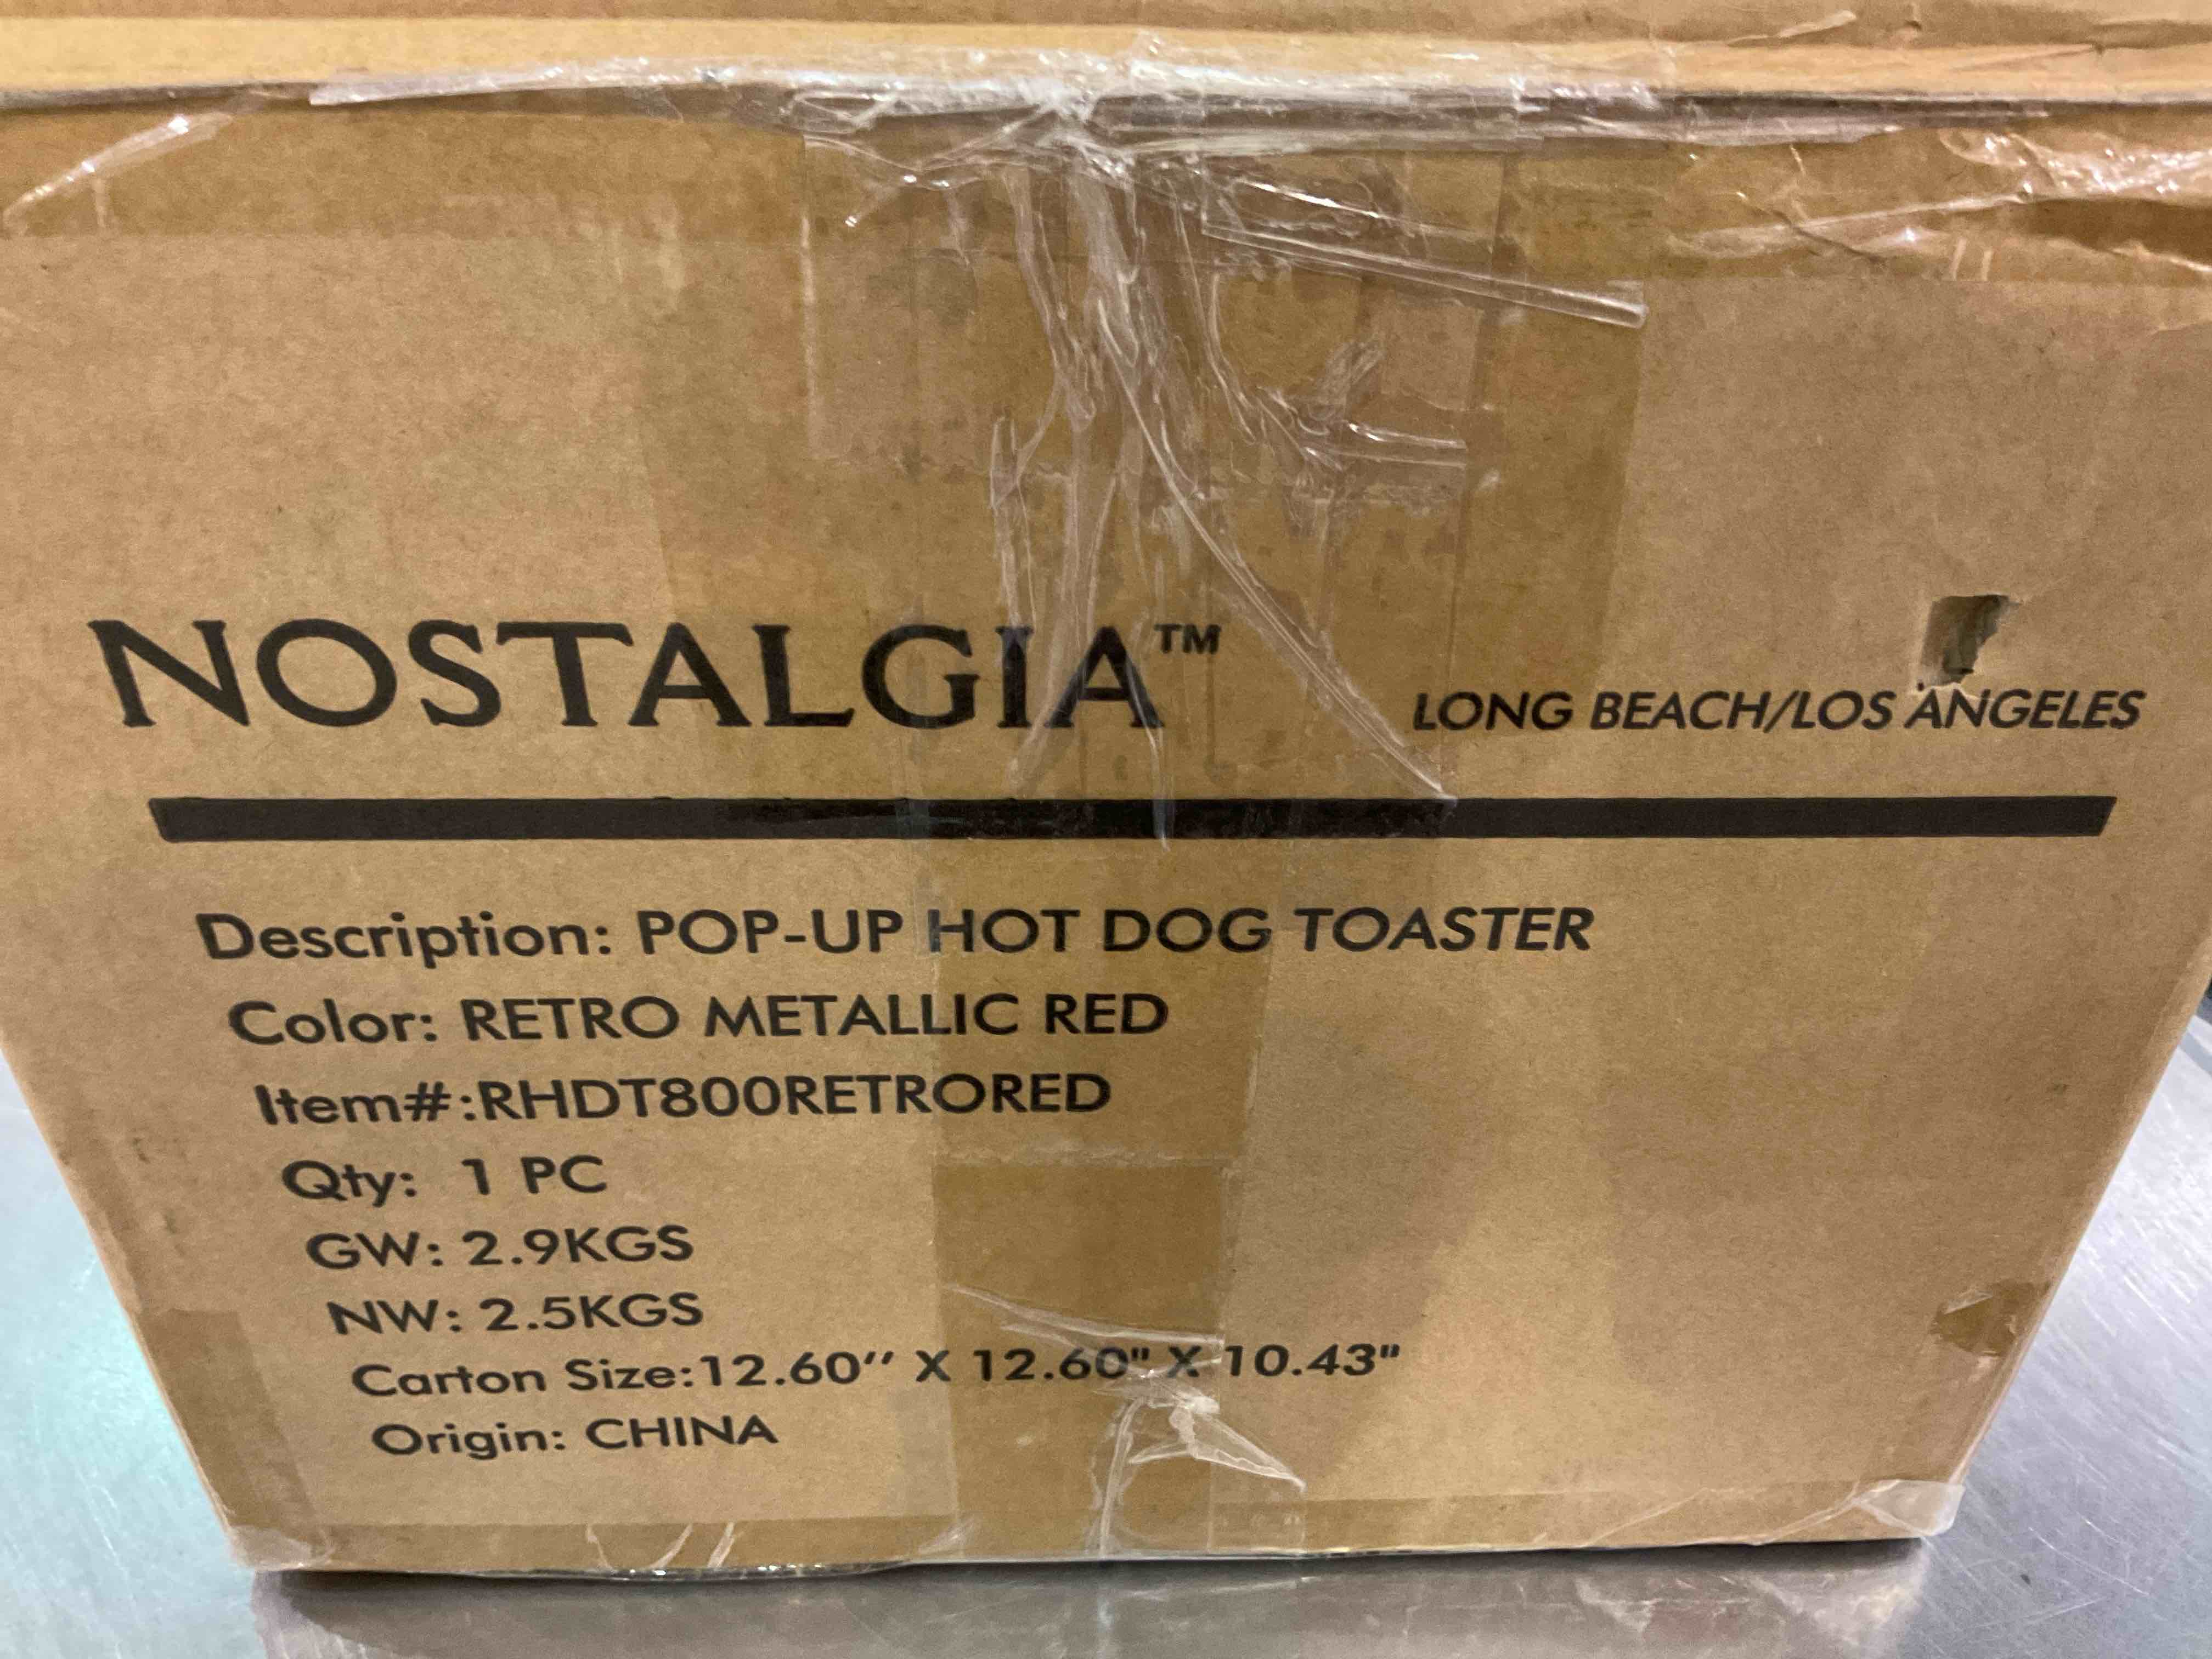 NOSTALGIA™
LONG BEACH/LOS ANGELES
Description: POP-UP HOT DOG TOASTER
Color: RETRO METALLIC RED
Item#:RHDT800RETRORED
Qty: 1 PC
GW: 2.9KGS
NW: 2.5KGS
Carton Size:12.60'' X 12.60" X 10.43"
Origin: CHINA